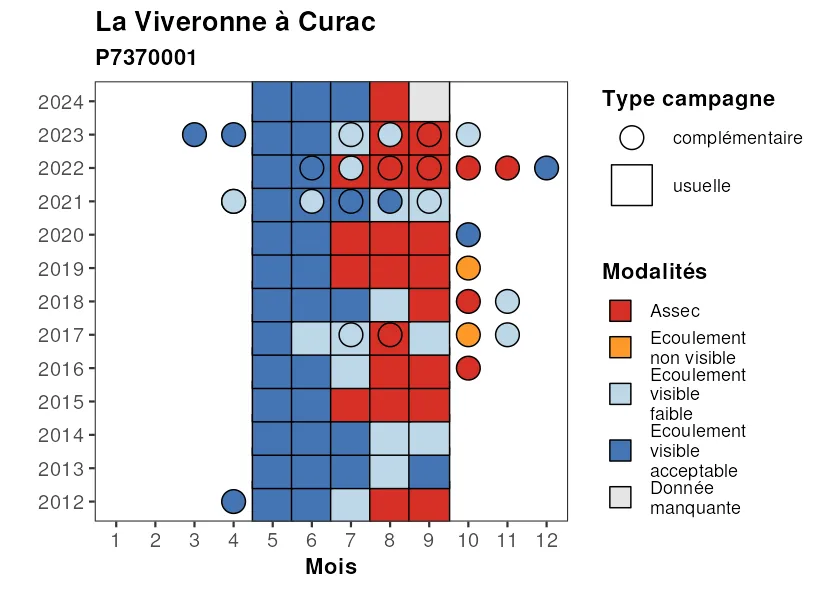 La Viveronne à Curac
P7370001
2024
2023
2022
2021
2020
2019
2018
2017
2016
2015
2014
2013
2012
1 2 3 4 5 6 7 8 9 10 11 12
Mois
Type campagne
complémentaire
usuelle
Modalités
Assec
Ecoulement
non visible
Ecoulement
visible
faible
Ecoulement
visible
acceptable
Donnée
manquante